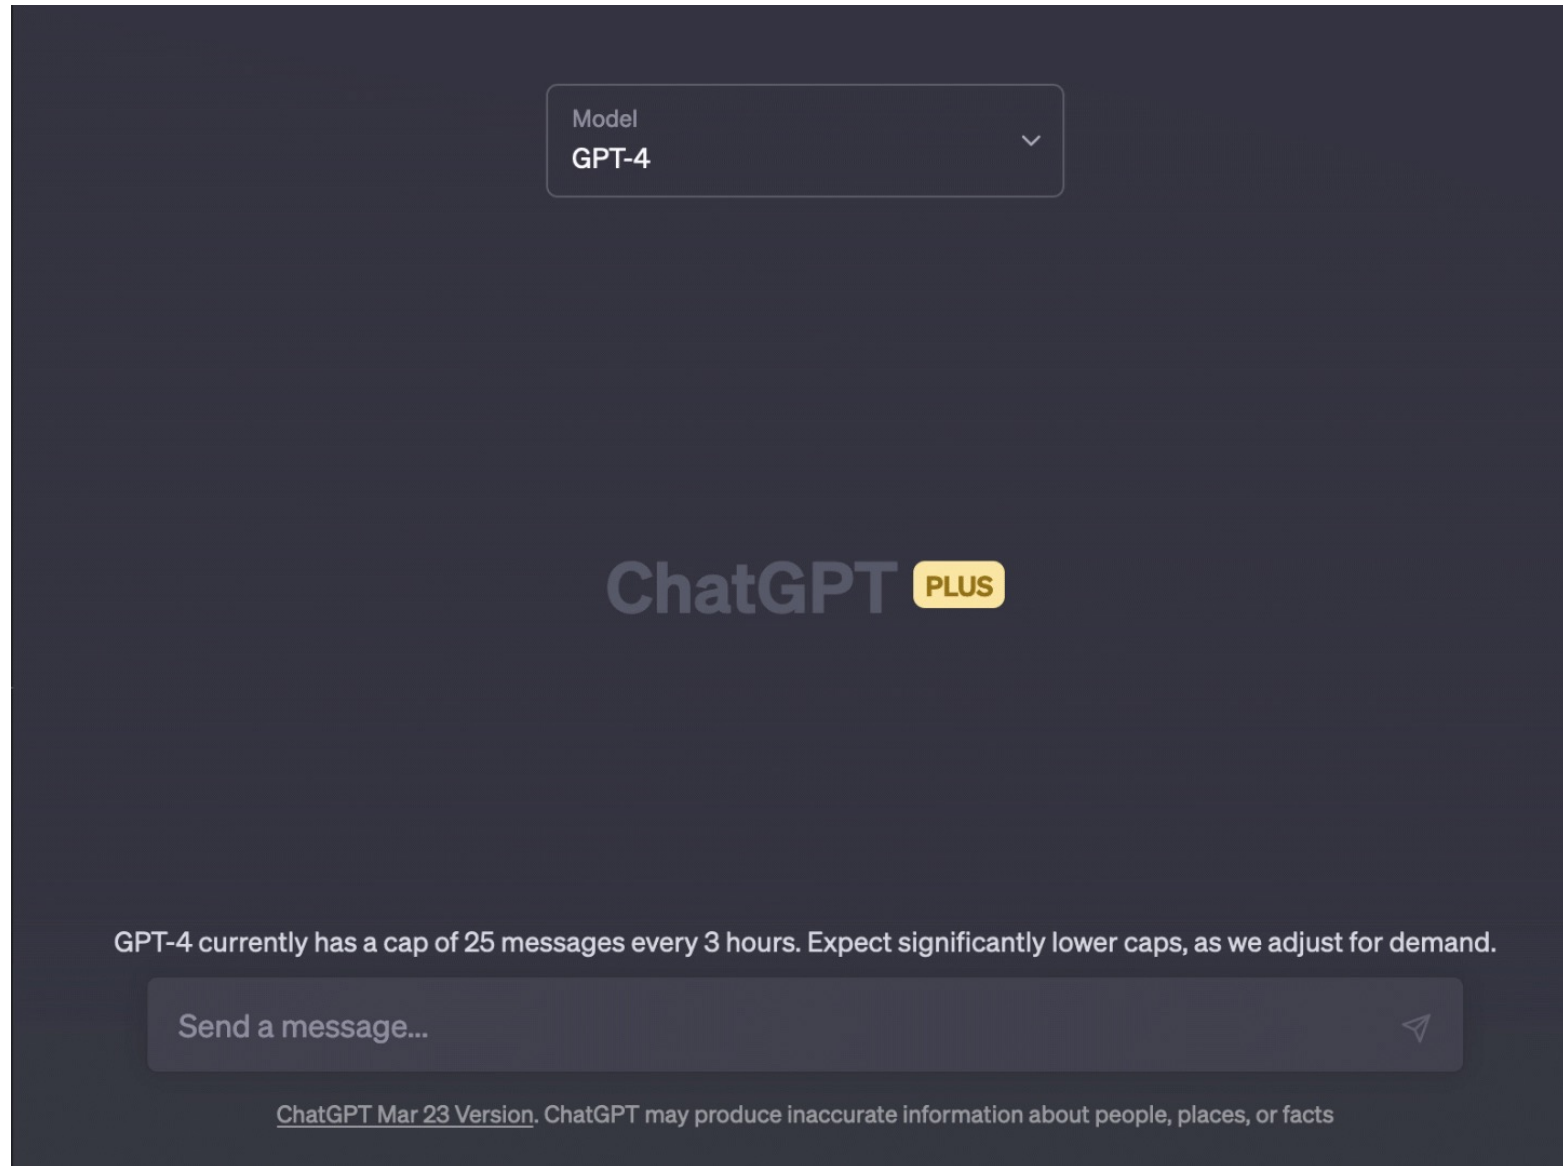 Model
GPT-4
ChatGPT PLUS
GPT-4 currently has a cap of 25 messages every 3 hours. Expect significantly lower caps, as we adjust for demand.
Send a message...
ChatGPT Mar 23 Version. ChatGPT may produce inaccurate information about people, places, or facts